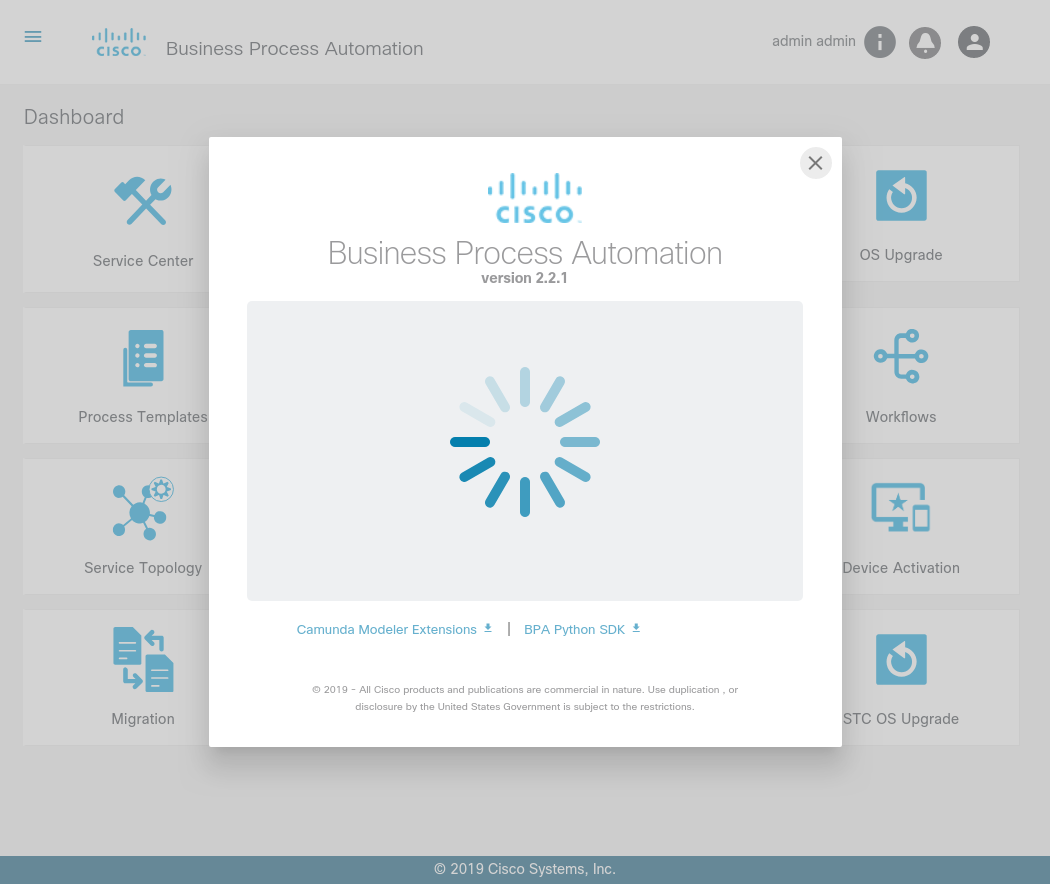 CISCO
Business Process Automation
admin admin
Dashboard
Service Center
OS Upgrade
Process Templates
Workflows
Service Topology
Device Activation
Migration
STC OS Upgrade
CISCO
Business Process Automation
version 2.2.1
Camunda Modeler Extensions | BPA Python SDK
© 2019 - All Cisco products and publications are commercial in nature. Use duplication , or
disclosure by the United States Government is subject to the restrictions.
© 2019 Cisco Systems, Inc.